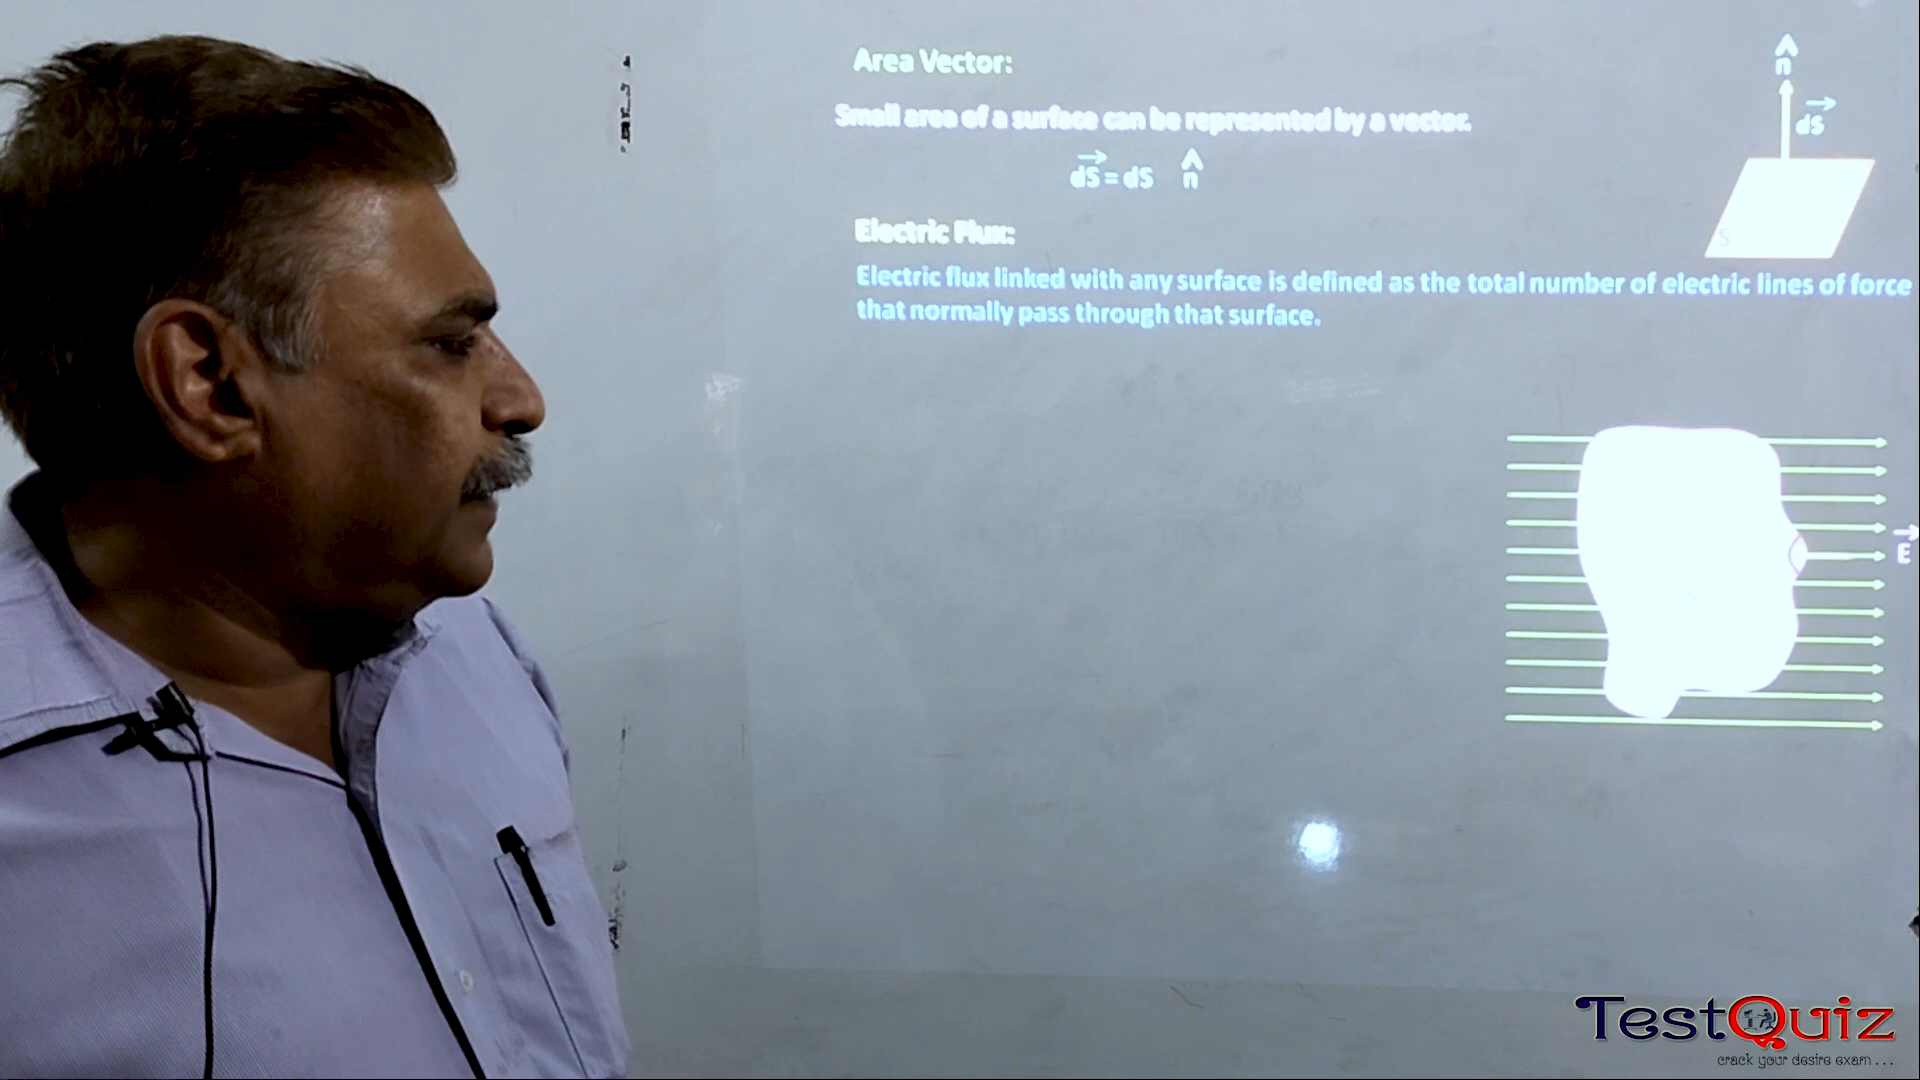 Area Vector:
n̂
dS⃗
Small area of a surface can be represented by a vector.
dS⃗ = dS n̂
S
Electric Flux:
Electric flux linked with any surface is defined as the total number of electric lines of force
that normally pass through that surface.
E⃗
TestQuiz
crack your desire exam ...